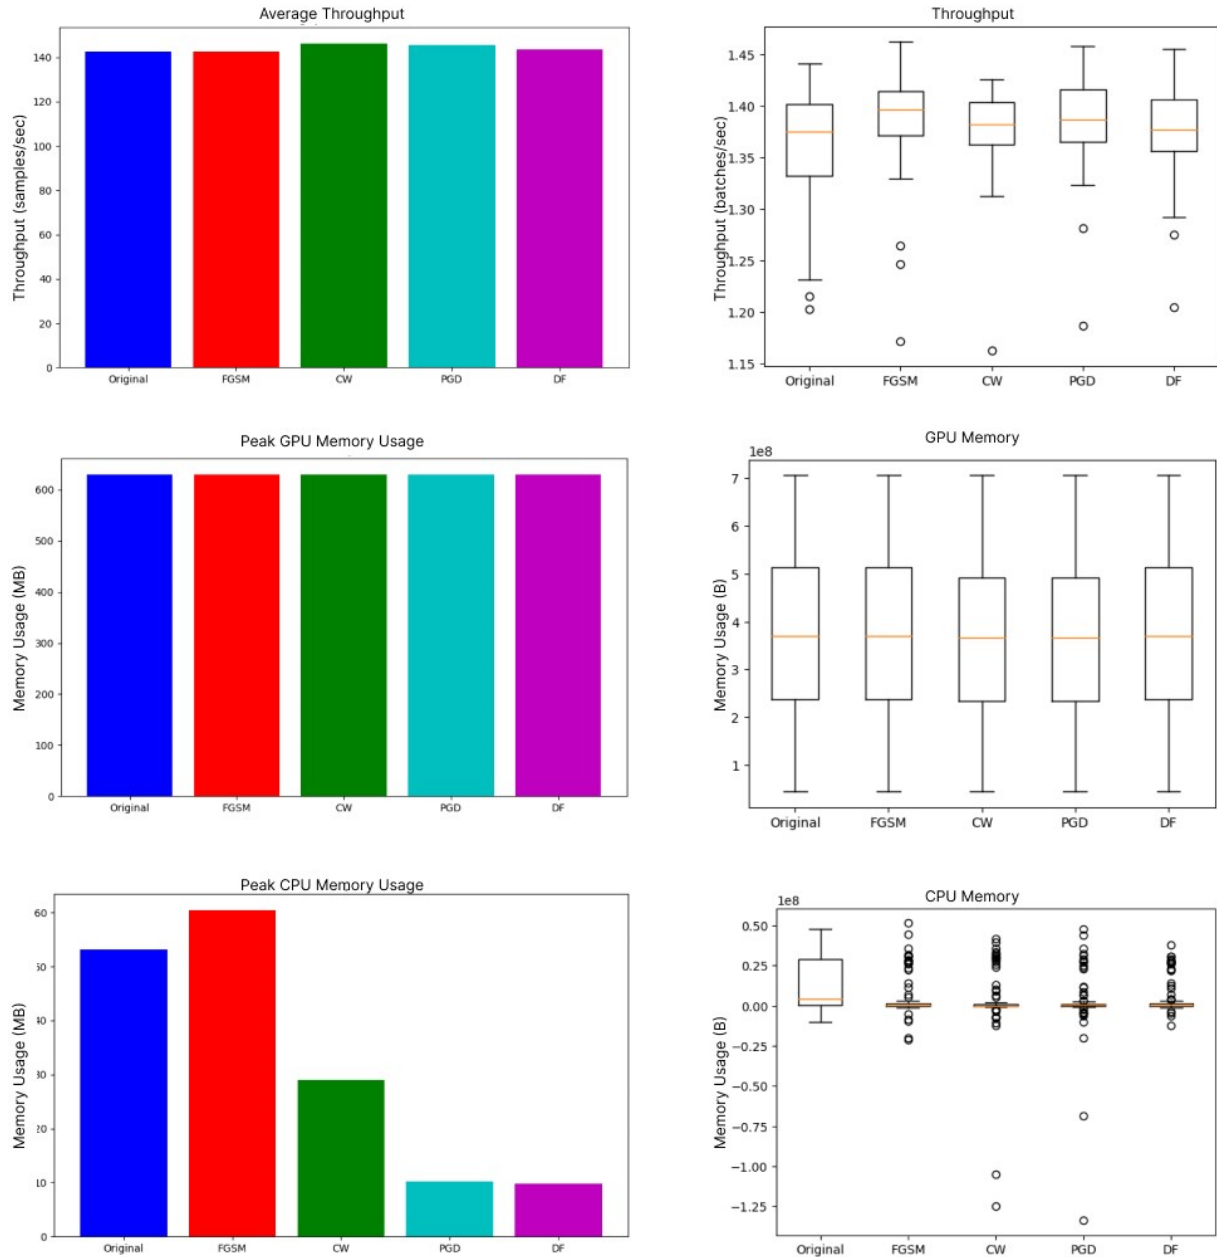 Average Throughput
Throughput (samples/sec)
140
120
100
80
60
40
20
0
Original FGSM CW PGD DF
Throughput
Throughput (batches/sec)
1.45
1.40
1.35
1.30
1.25
1.20
1.15
Original FGSM CW PGD DF
Peak GPU Memory Usage
Memory Usage (MB)
600
500
400
300
200
100
0
Original FGSM CW PGD DF
GPU Memory
1e8
Memory Usage (B)
7
6
5
4
3
2
1
Original FGSM CW PGD DF
Peak CPU Memory Usage
Memory Usage (MB)
60
50
40
30
20
10
0
Original FGSM CW PGD DF
CPU Memory
1e8
Memory Usage (B)
0.50
0.25
0.00
−0.25
−0.50
−0.75
−1.00
−1.25
Original FGSM CW PGD DF